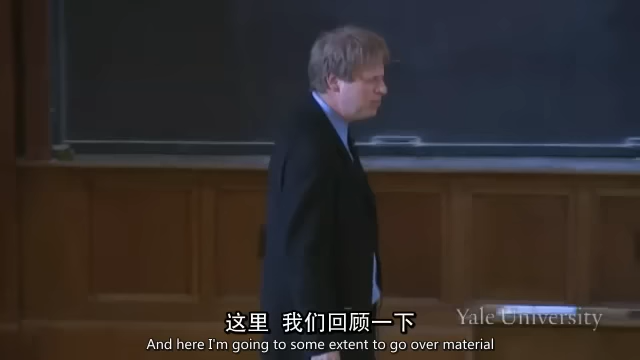 这里 我们回顾一下
Yale University
And here I'm going to some extent to go over material